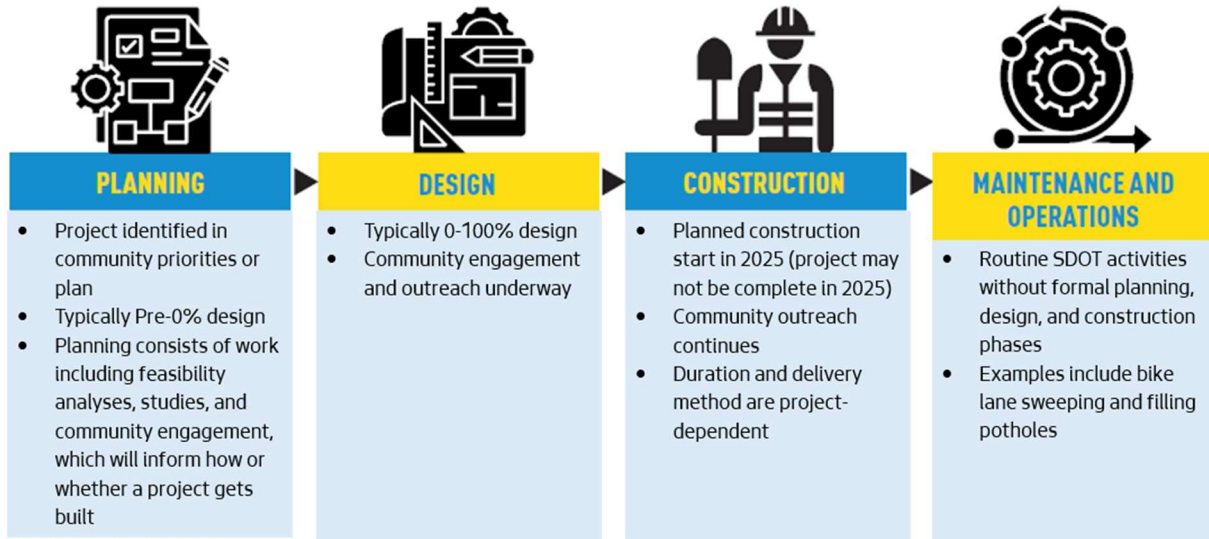 PLANNING
• Project identified in
community priorities or
plan
• Typically Pre-0% design
• Planning consists of work
including feasibility
analyses, studies, and
community engagement,
which will inform how or
whether a project gets
built
DESIGN
• Typically 0-100% design
• Community engagement
and outreach underway
CONSTRUCTION
• Planned construction
start in 2025 (project may
not be complete in 2025)
• Community outreach
continues
• Duration and delivery
method are project-
dependent
MAINTENANCE AND
OPERATIONS
• Routine SDOT activities
without formal planning,
design, and construction
phases
• Examples include bike
lane sweeping and filling
potholes